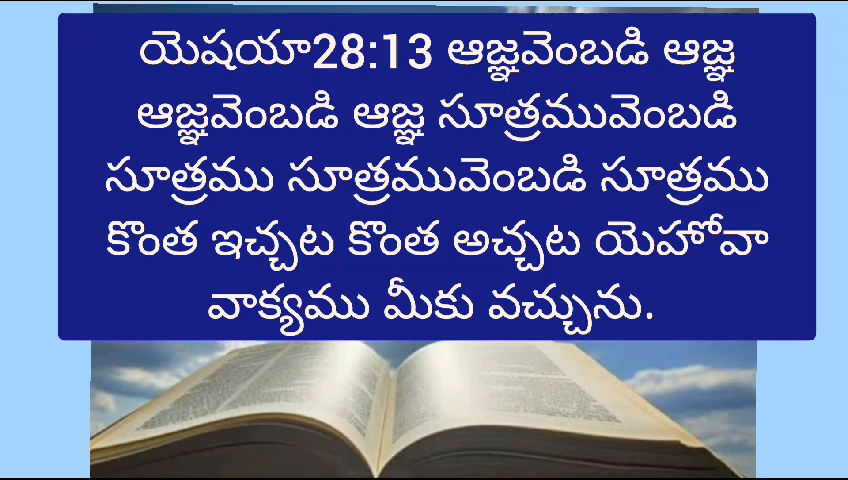 యెషయా28:13 ఆజ్ఞవెంబడి ఆజ్ఞ
ఆజ్ఞవెంబడి ఆజ్ఞ సూత్రమువెంబడి
సూత్రము సూత్రమువెంబడి సూత్రము
కొంత ఇచ్చట కొంత అచ్చట యెహోవా
వాక్యము మీకు వచ్చును.